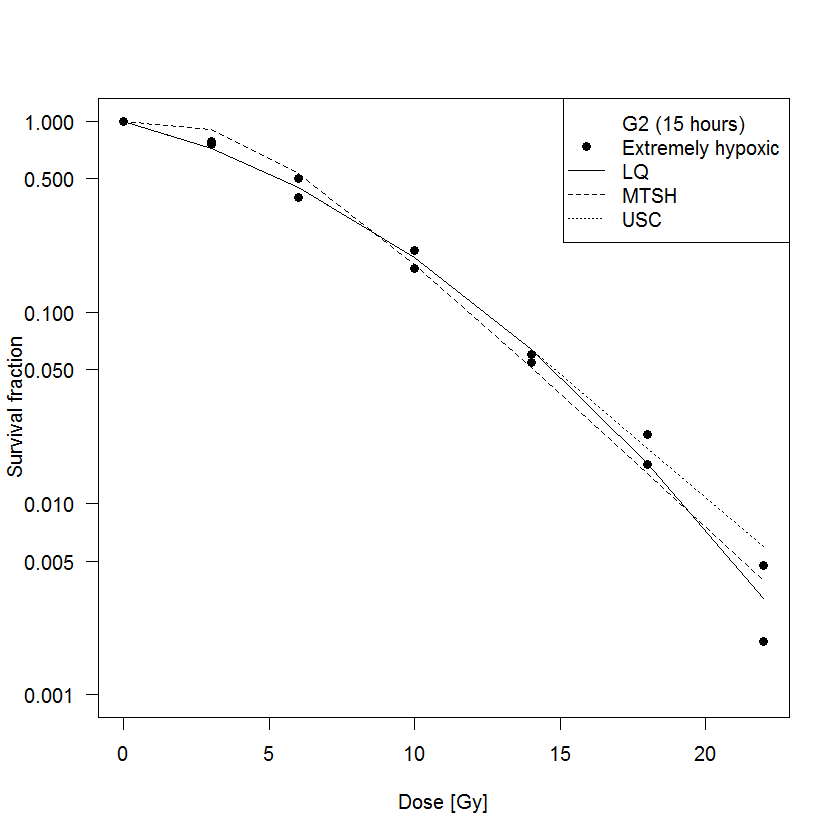 G2 (15 hours)
Extremely hypoxic
LQ
MTSH
USC
1.000
0.500
0.100
0.050
0.010
0.005
0.001
Survival fraction
0 5 10 15 20
Dose [Gy]